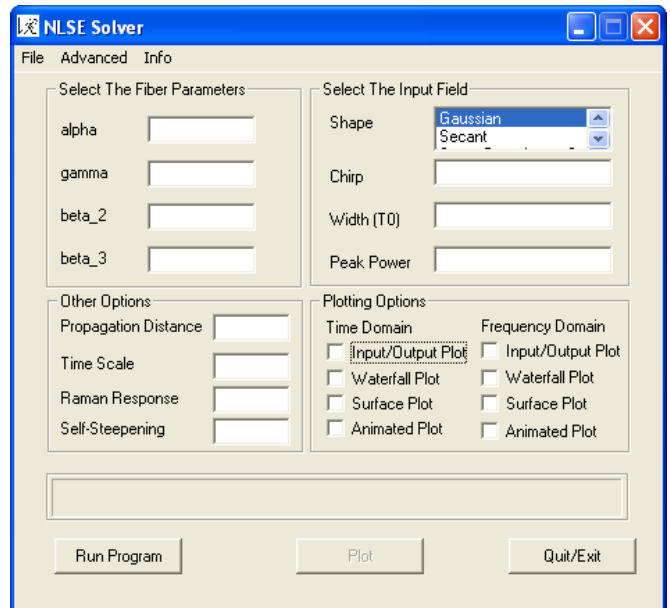 NLSE Solver
File Advanced Info
Select The Fiber Parameters
alpha
gamma
beta_2
beta_3
Select The Input Field
Shape
Gaussian
Secant
Chirp
Width (T0)
Peak Power
Other Options
Propagation Distance
Time Scale
Raman Response
Self-Steepening
Plotting Options
Time Domain
Input/Output Plot
Waterfall Plot
Surface Plot
Animated Plot
Frequency Domain
Input/Output Plot
Waterfall Plot
Surface Plot
Animated Plot
Run Program
Plot
Quit/Exit